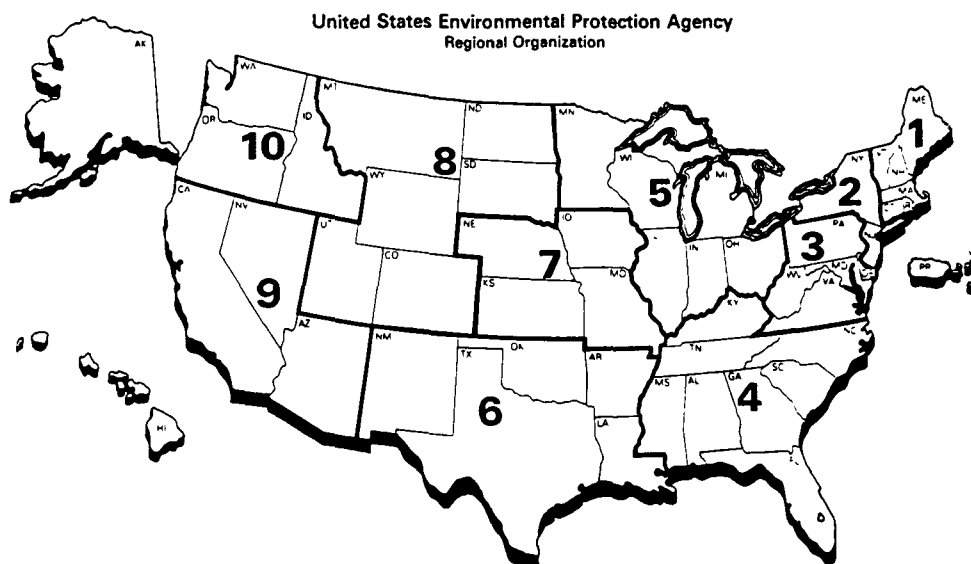 United States Environmental Protection Agency
Regional Organization
AK
WA
MT
ND
MN
ME
OR
ID
10
8
SD
WI
MI
NY
1
NH
WY
5
2
MA
CA
NV
NE
IO
PA
UT
CO
7
IN
OH
3
MD
PR
9
KS
MO
VA
KY
AZ
NM
OK
TX
AR
TN
NC
MS
AL
GA
SC
6
4
LA
HI